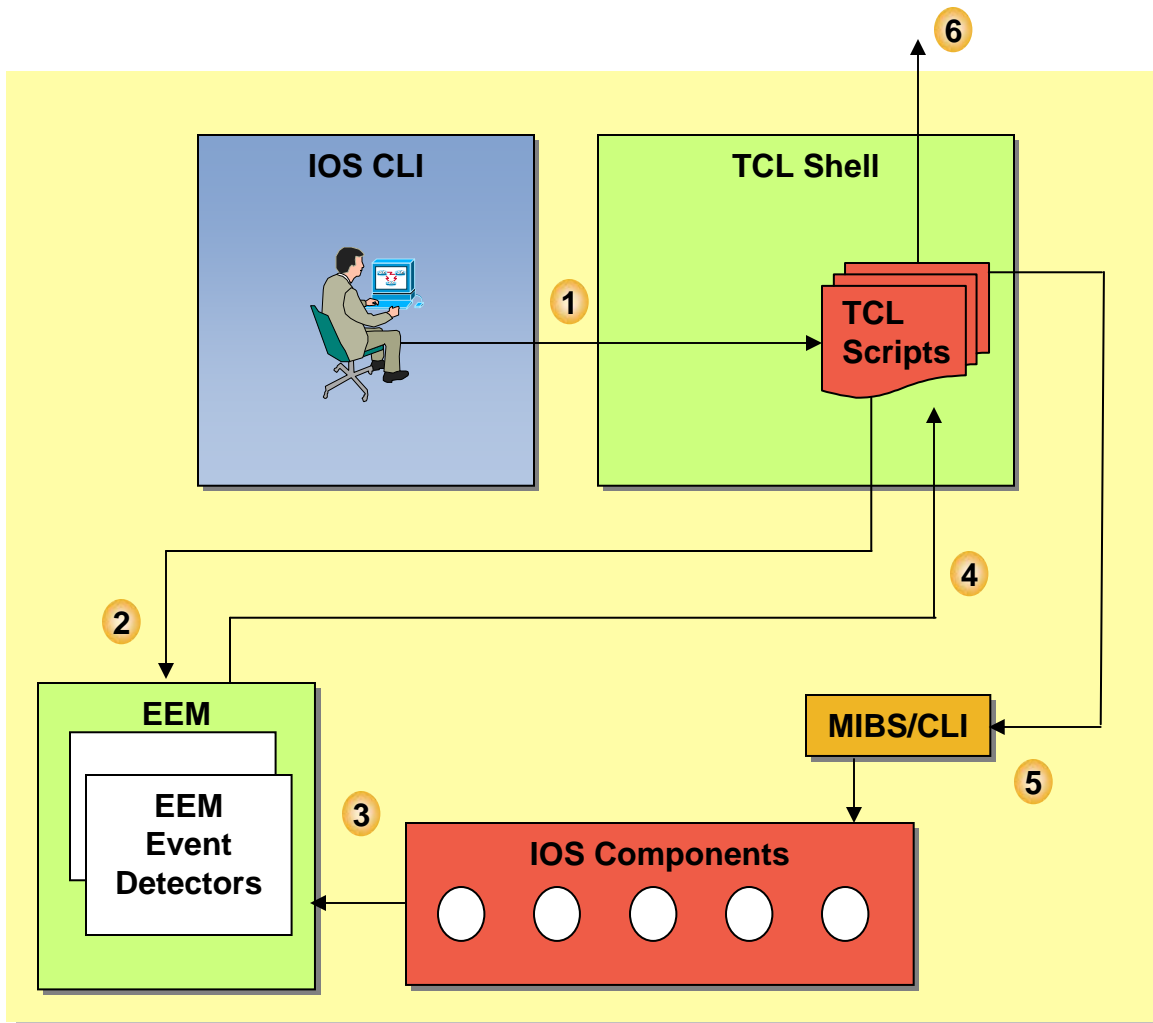 6
IOS CLI
TCL Shell
1
TCL
Scripts
2
4
EEM
EEM
Event
Detectors
3
MIBS/CLI
5
IOS Components